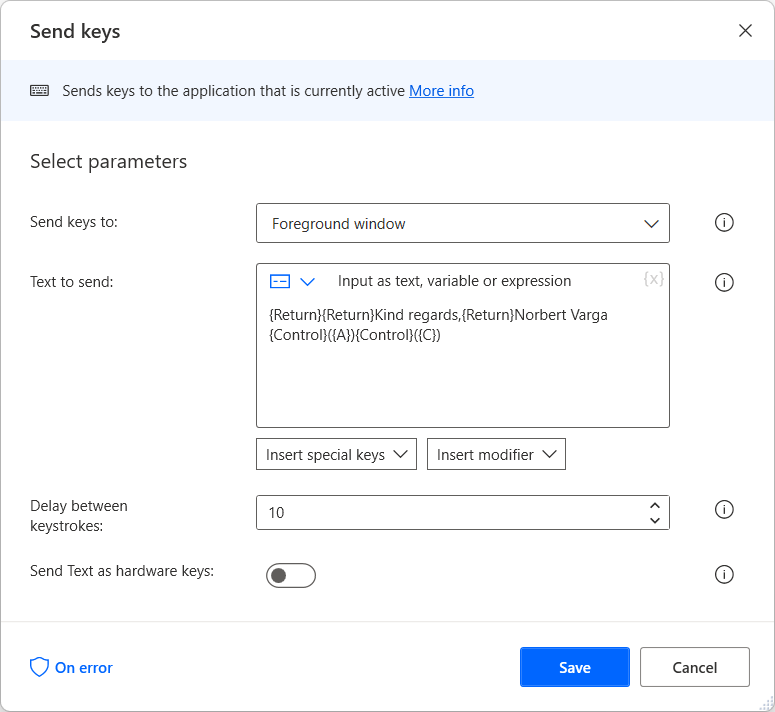 Send keys
Sends keys to the application that is currently active More info
Select parameters
Send keys to:
Foreground window
Text to send:
Input as text, variable or expression
{x}
{Return}{Return}Kind regards,{Return}Norbert Varga
{Control}({A}){Control}({C})
Insert special keys
Insert modifier
Delay between
keystrokes:
10
Send Text as hardware keys:
On error
Save
Cancel